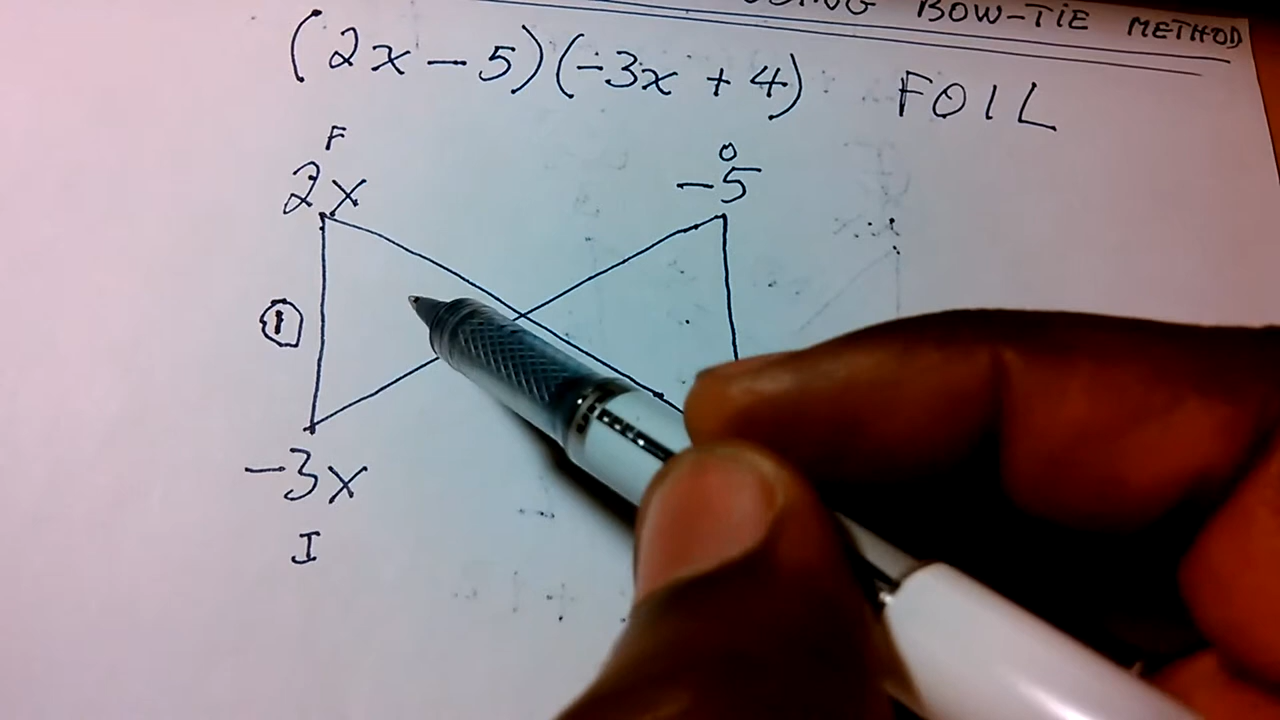 BOW-TIE METHOD
(2x - 5)(-3x + 4) FOIL
F O
2x -5
1
-3x
I